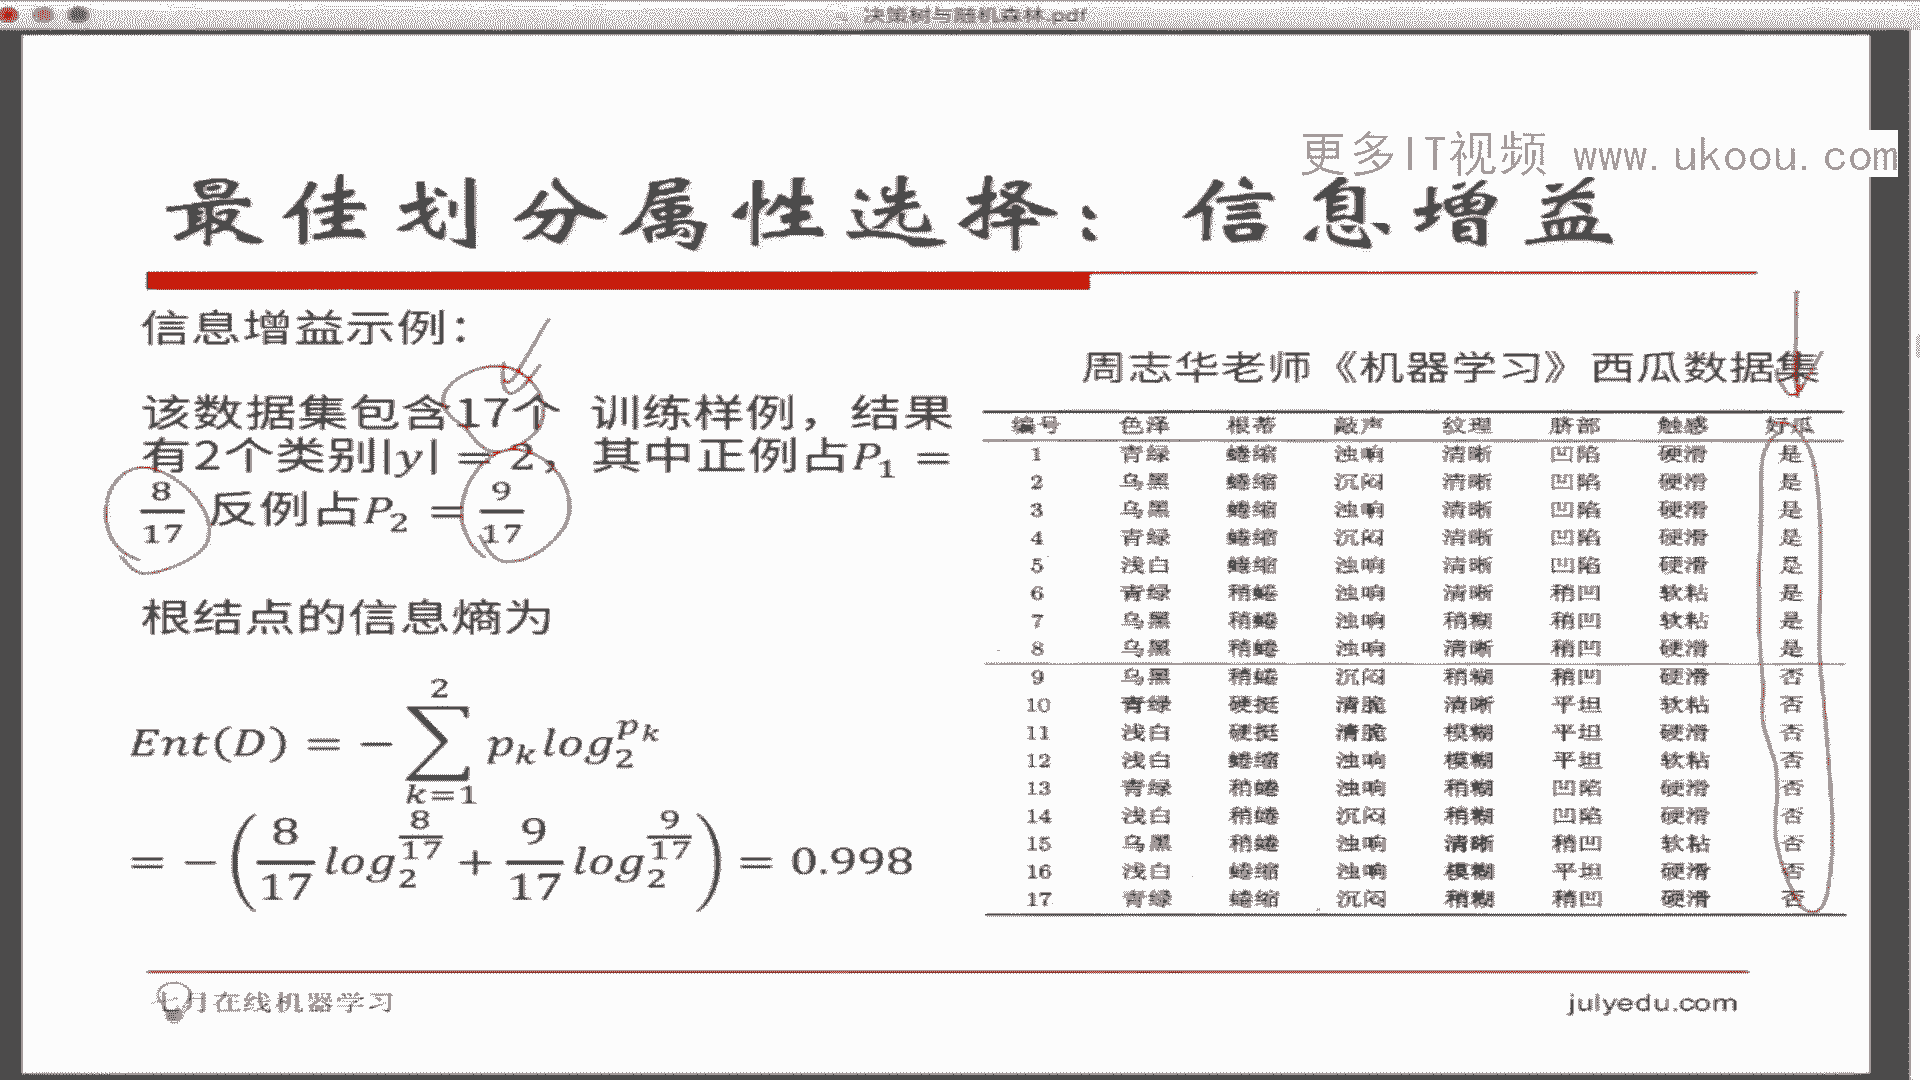 决策树与随机森林.pdf
更多IT视频 www.ukoou.com
最佳划分属性选择：信息增益
信息增益示例：
该数据集包含17个 训练样例，结果
有2个类别|y| = 2，其中正例占P₁ =
8/17 反例占P₂ = 9/17
根结点的信息熵为
Ent(D) = − ∑_{k=1}^{2} p_k log_2^{p_k}
= −(8/17 log_2^{8/17} + 9/17 log_2^{9/17}) = 0.998
周志华老师《机器学习》西瓜数据集
编号 色泽 根蒂 敲声 纹理 脐部 触感 好瓜
1 青绿 蜷缩 浊响 清晰 凹陷 硬滑 是
2 乌黑 蜷缩 沉闷 清晰 凹陷 硬滑 是
3 乌黑 蜷缩 浊响 清晰 凹陷 硬滑 是
4 青绿 蜷缩 沉闷 清晰 凹陷 硬滑 是
5 浅白 蜷缩 浊响 清晰 凹陷 硬滑 是
6 青绿 稍蜷 浊响 清晰 稍凹 软粘 是
7 乌黑 稍蜷 浊响 稍糊 稍凹 软粘 是
8 乌黑 稍蜷 浊响 清晰 稍凹 硬滑 是
9 乌黑 稍蜷 沉闷 稍糊 稍凹 硬滑 否
10 青绿 硬挺 清脆 清晰 平坦 软粘 否
11 浅白 硬挺 清脆 模糊 平坦 硬滑 否
12 浅白 蜷缩 浊响 模糊 平坦 软粘 否
13 青绿 稍蜷 浊响 稍糊 凹陷 硬滑 否
14 浅白 稍蜷 沉闷 稍糊 凹陷 硬滑 否
15 乌黑 稍蜷 浊响 清晰 稍凹 软粘 否
16 浅白 蜷缩 浊响 模糊 平坦 硬滑 否
17 青绿 蜷缩 沉闷 稍糊 稍凹 硬滑 否
七月在线机器学习
julyedu.com